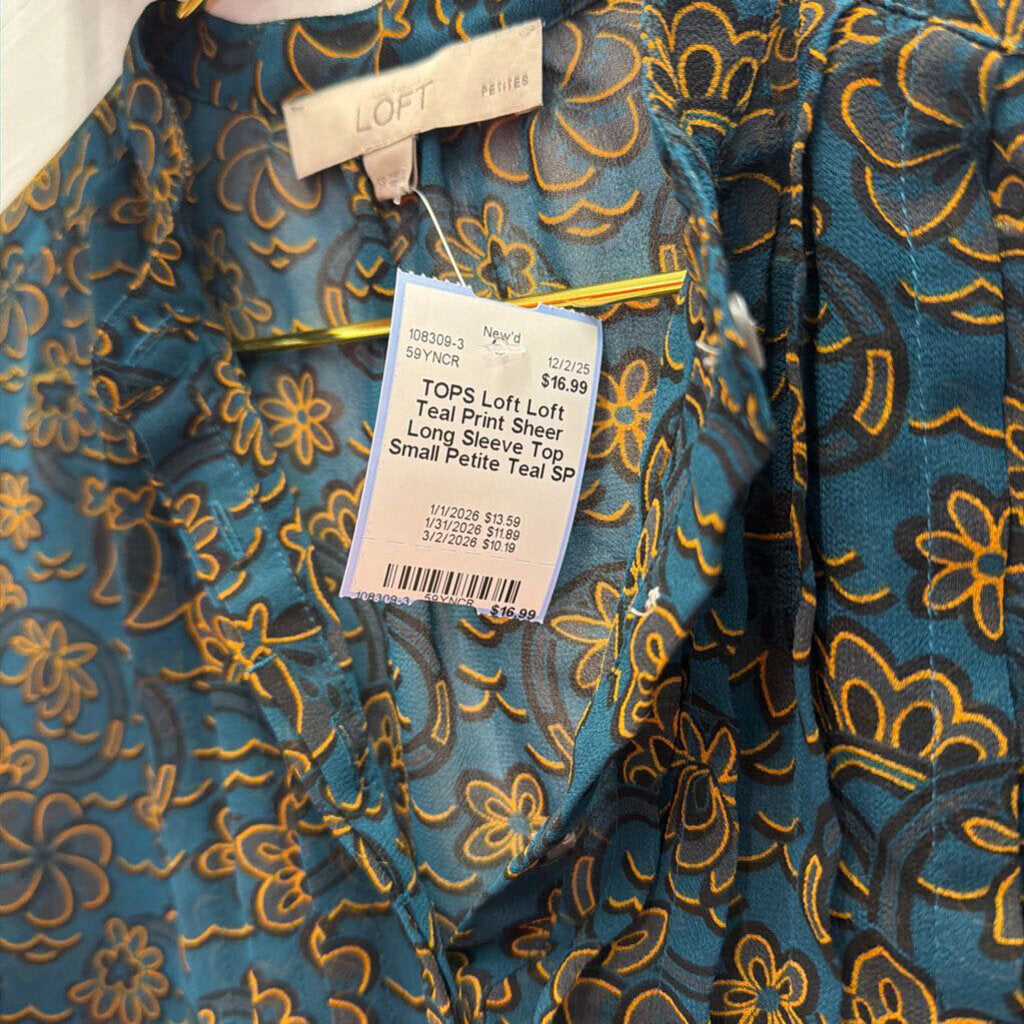 LOFT
PETITES
108309-3
New'd
59YNCR
12/2/25
$16.99
TOPS Loft Loft
Teal Print Sheer
Long Sleeve Top
Small Petite Teal SP
1/1/2026 $13.59
1/31/2026 $11.89
3/2/2026 $10.19
108309-3 59YNCR $16.99